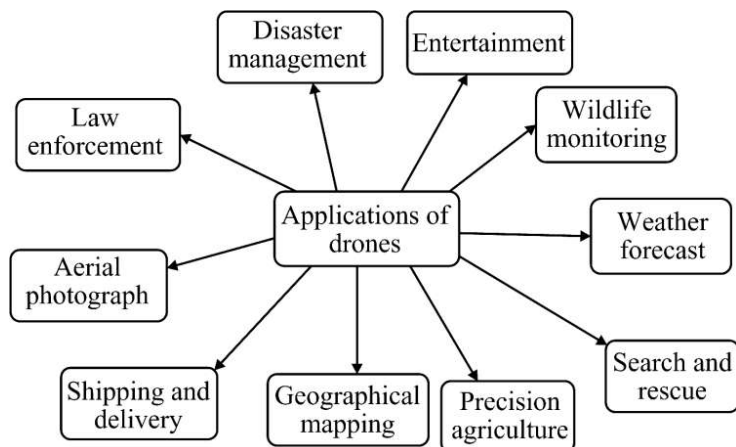 Disaster
management
Entertainment
Law
enforcement
Wildlife
monitoring
Applications of
drones
Weather
forecast
Aerial
photograph
Search and
rescue
Shipping and
delivery
Geographical
mapping
Precision
agriculture